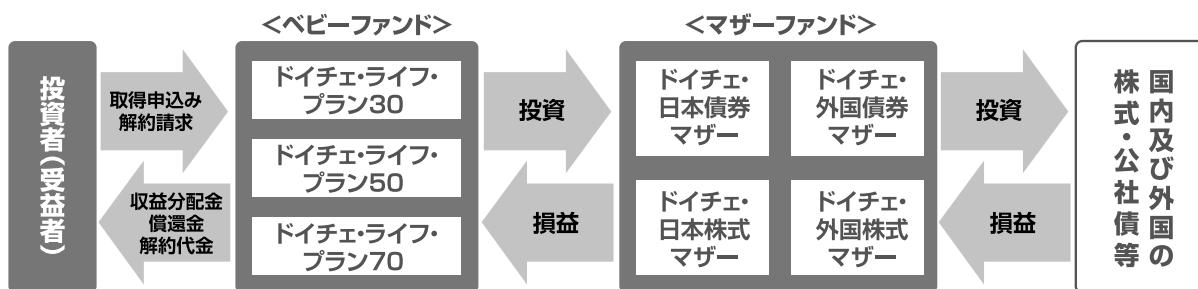 ＜ベビーファンド＞
＜マザーファンド＞
投資者（受益者）
取得申込み
解約請求
収益分配金
償還金
解約代金
ドイチェ・ライフ・
プラン30
ドイチェ・ライフ・
プラン50
ドイチェ・ライフ・
プラン70
投資
損益
ドイチェ・
日本債券
マザー
ドイチェ・
外国債券
マザー
ドイチェ・
日本株式
マザー
ドイチェ・
外国株式
マザー
投資
損益
国内及び外国の
株式・公社債等